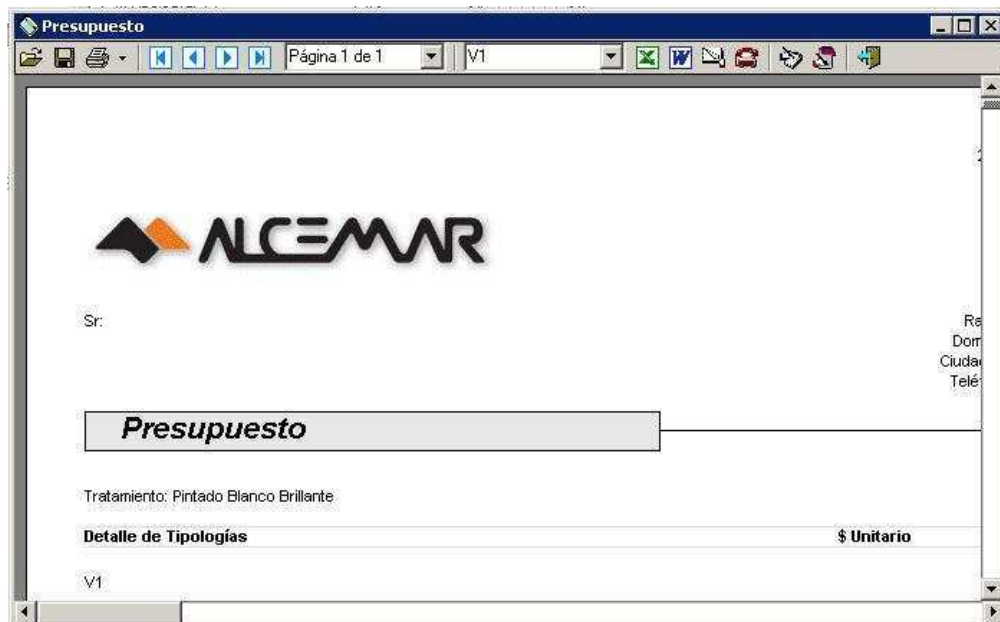 Presupuesto
Página 1 de 1
V1
ALCEMAR
Sr:
Presupuesto
Tratamiento: Pintado Blanco Brillante
Detalle de Tipologías
$ Unitario
V1